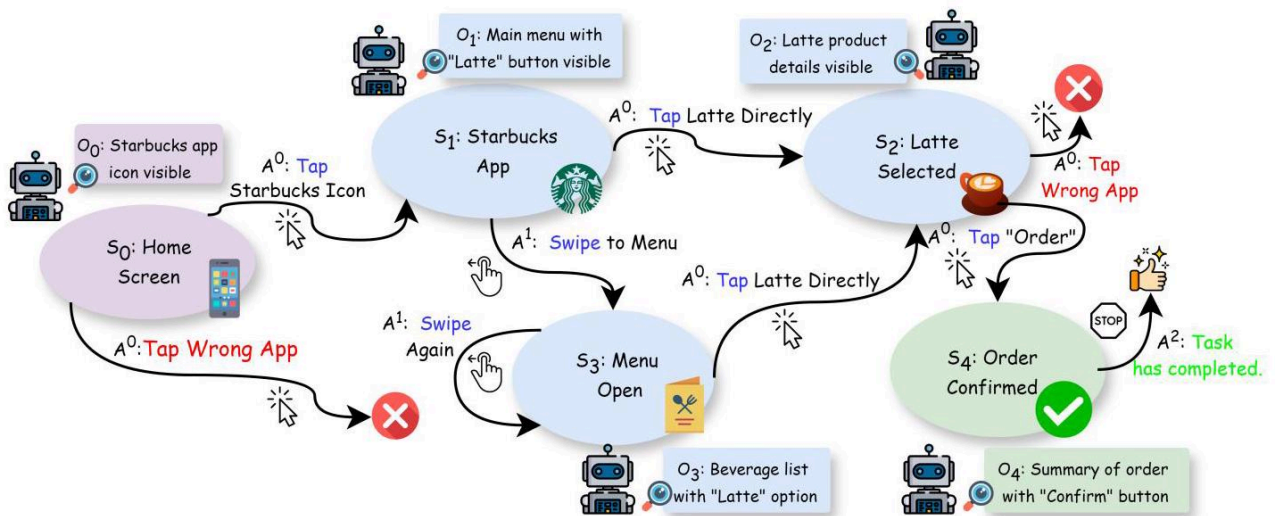 O₀: Starbucks app
icon visible
S₀: Home
Screen
A⁰: Tap
Starbucks Icon
A⁰:Tap Wrong App
O₁: Main menu with
"Latte" button visible
S₁: Starbucks
App
A⁰: Tap Latte Directly
A¹: Swipe to Menu
A¹: Swipe
Again
S₃: Menu
Open
O₃: Beverage list
with "Latte" option
A⁰: Tap Latte Directly
O₂: Latte product
details visible
S₂: Latte
Selected
A⁰: Tap
Wrong App
A⁰: Tap "Order"
S₄: Order
Confirmed
STOP
A²: Task
has completed.
O₄: Summary of order
with "Confirm" button